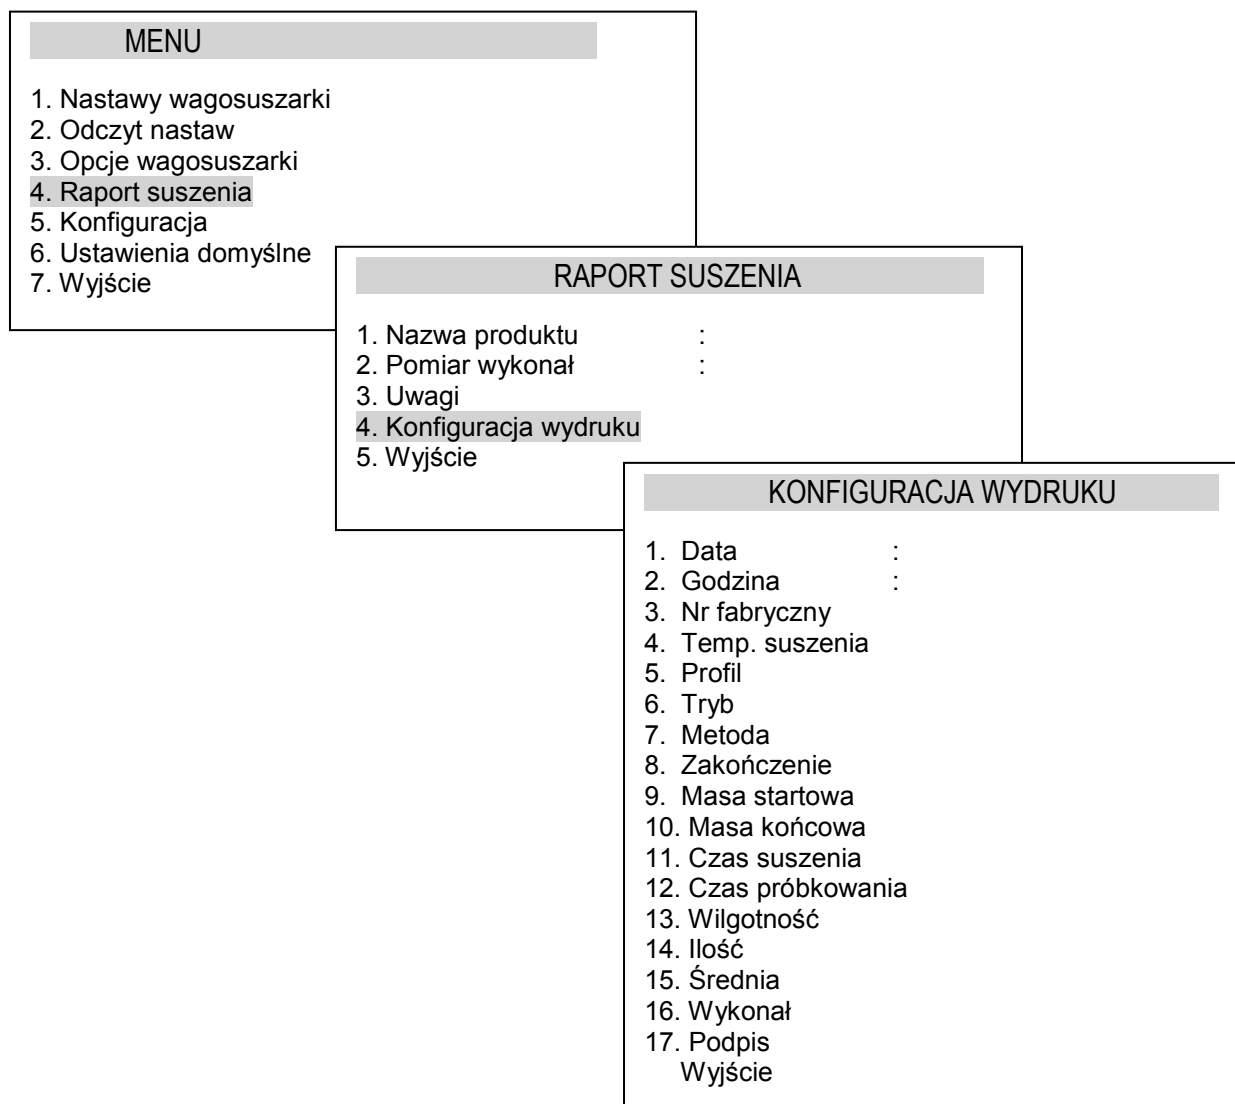 MENU
1. Nastawy wagosuszarki
2. Odczyt nastaw
3. Opcje wagosuszarki
4. Raport suszenia
5. Konfiguracja
6. Ustawienia domyślne
7. Wyjście
RAPORT SUSZENIA
1. Nazwa produktu :
2. Pomiar wykonał :
3. Uwagi
4. Konfiguracja wydruku
5. Wyjście
KONFIGURACJA WYDRUKU
1. Data :
2. Godzina :
3. Nr fabryczny
4. Temp. suszenia
5. Profil
6. Tryb
7. Metoda
8. Zakończenie
9. Masa startowa
10. Masa końcowa
11. Czas suszenia
12. Czas próbkowania
13. Wilgotność
14. Ilość
15. Średnia
16. Wykonał
17. Podpis
Wyjście